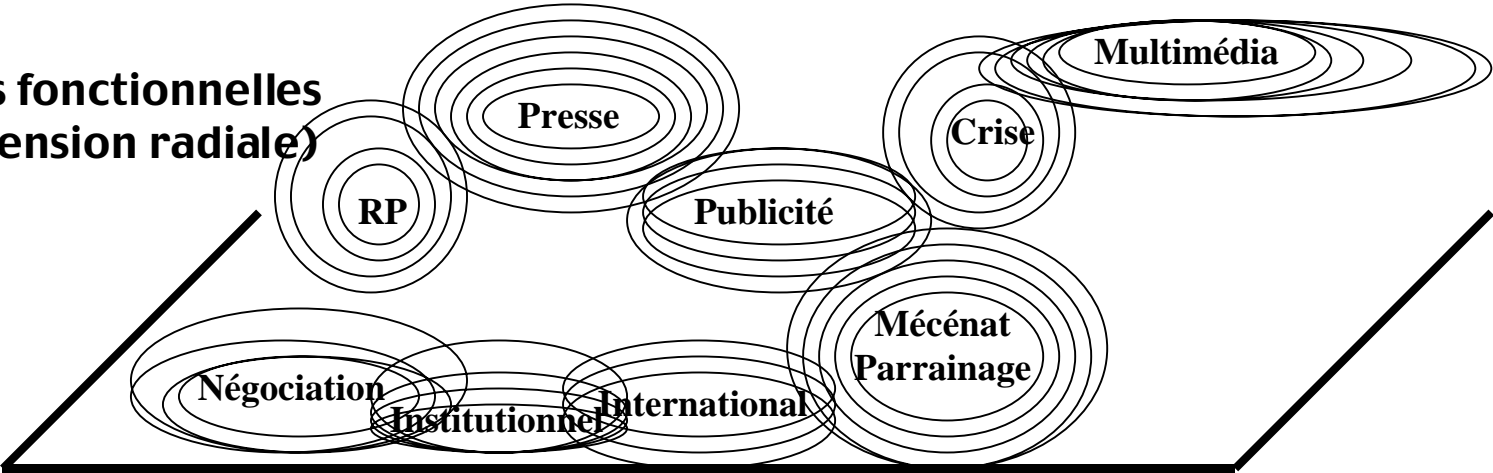 s fonctionnelles
ension radiale)
Presse
Multimédia
Crise
RP
Publicité
Mécénat
Parrainage
Négociation
Institutionnel
International